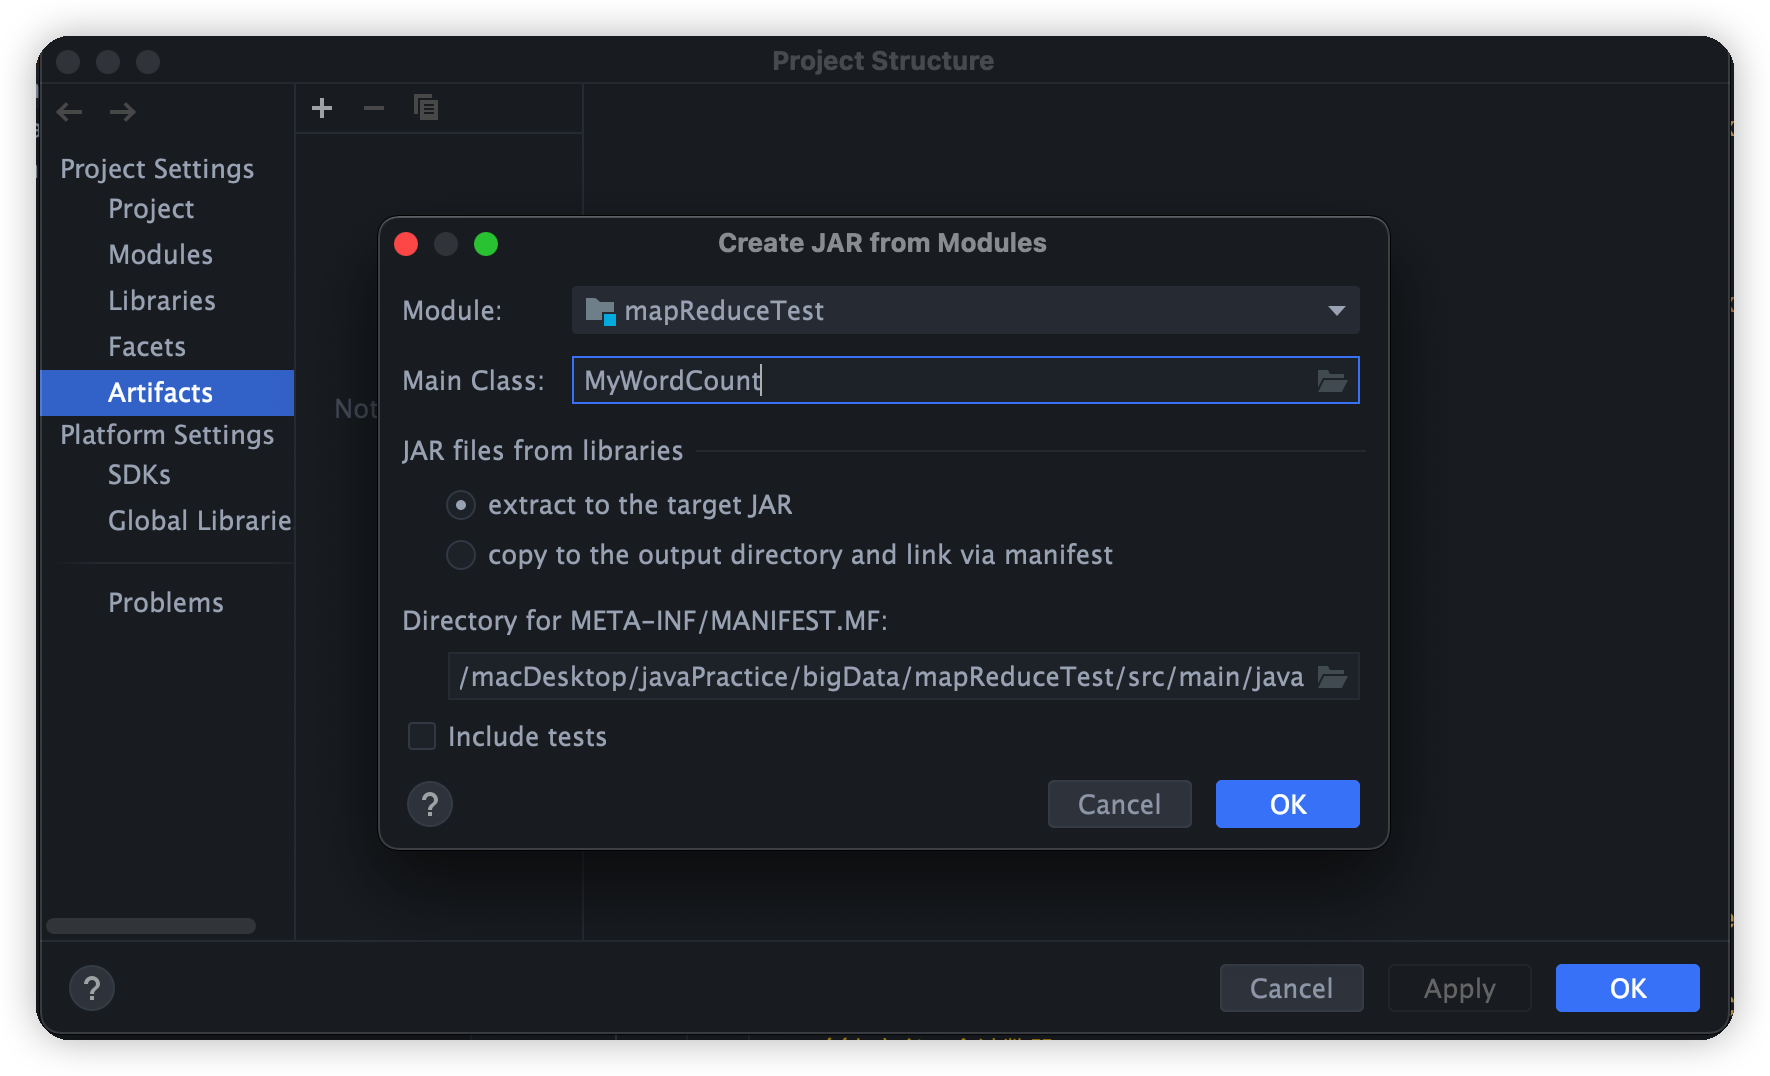 Project Structure
Project Settings
Project
Modules
Libraries
Facets
Artifacts
Platform Settings
SDKs
Global Librarie
Problems
Not
Create JAR from Modules
Module: mapReduceTest
Main Class: MyWordCount
JAR files from libraries
extract to the target JAR
copy to the output directory and link via manifest
Directory for META-INF/MANIFEST.MF:
/macDesktop/javaPractice/bigData/mapReduceTest/src/main/java
Include tests
? Cancel OK
? Cancel Apply OK